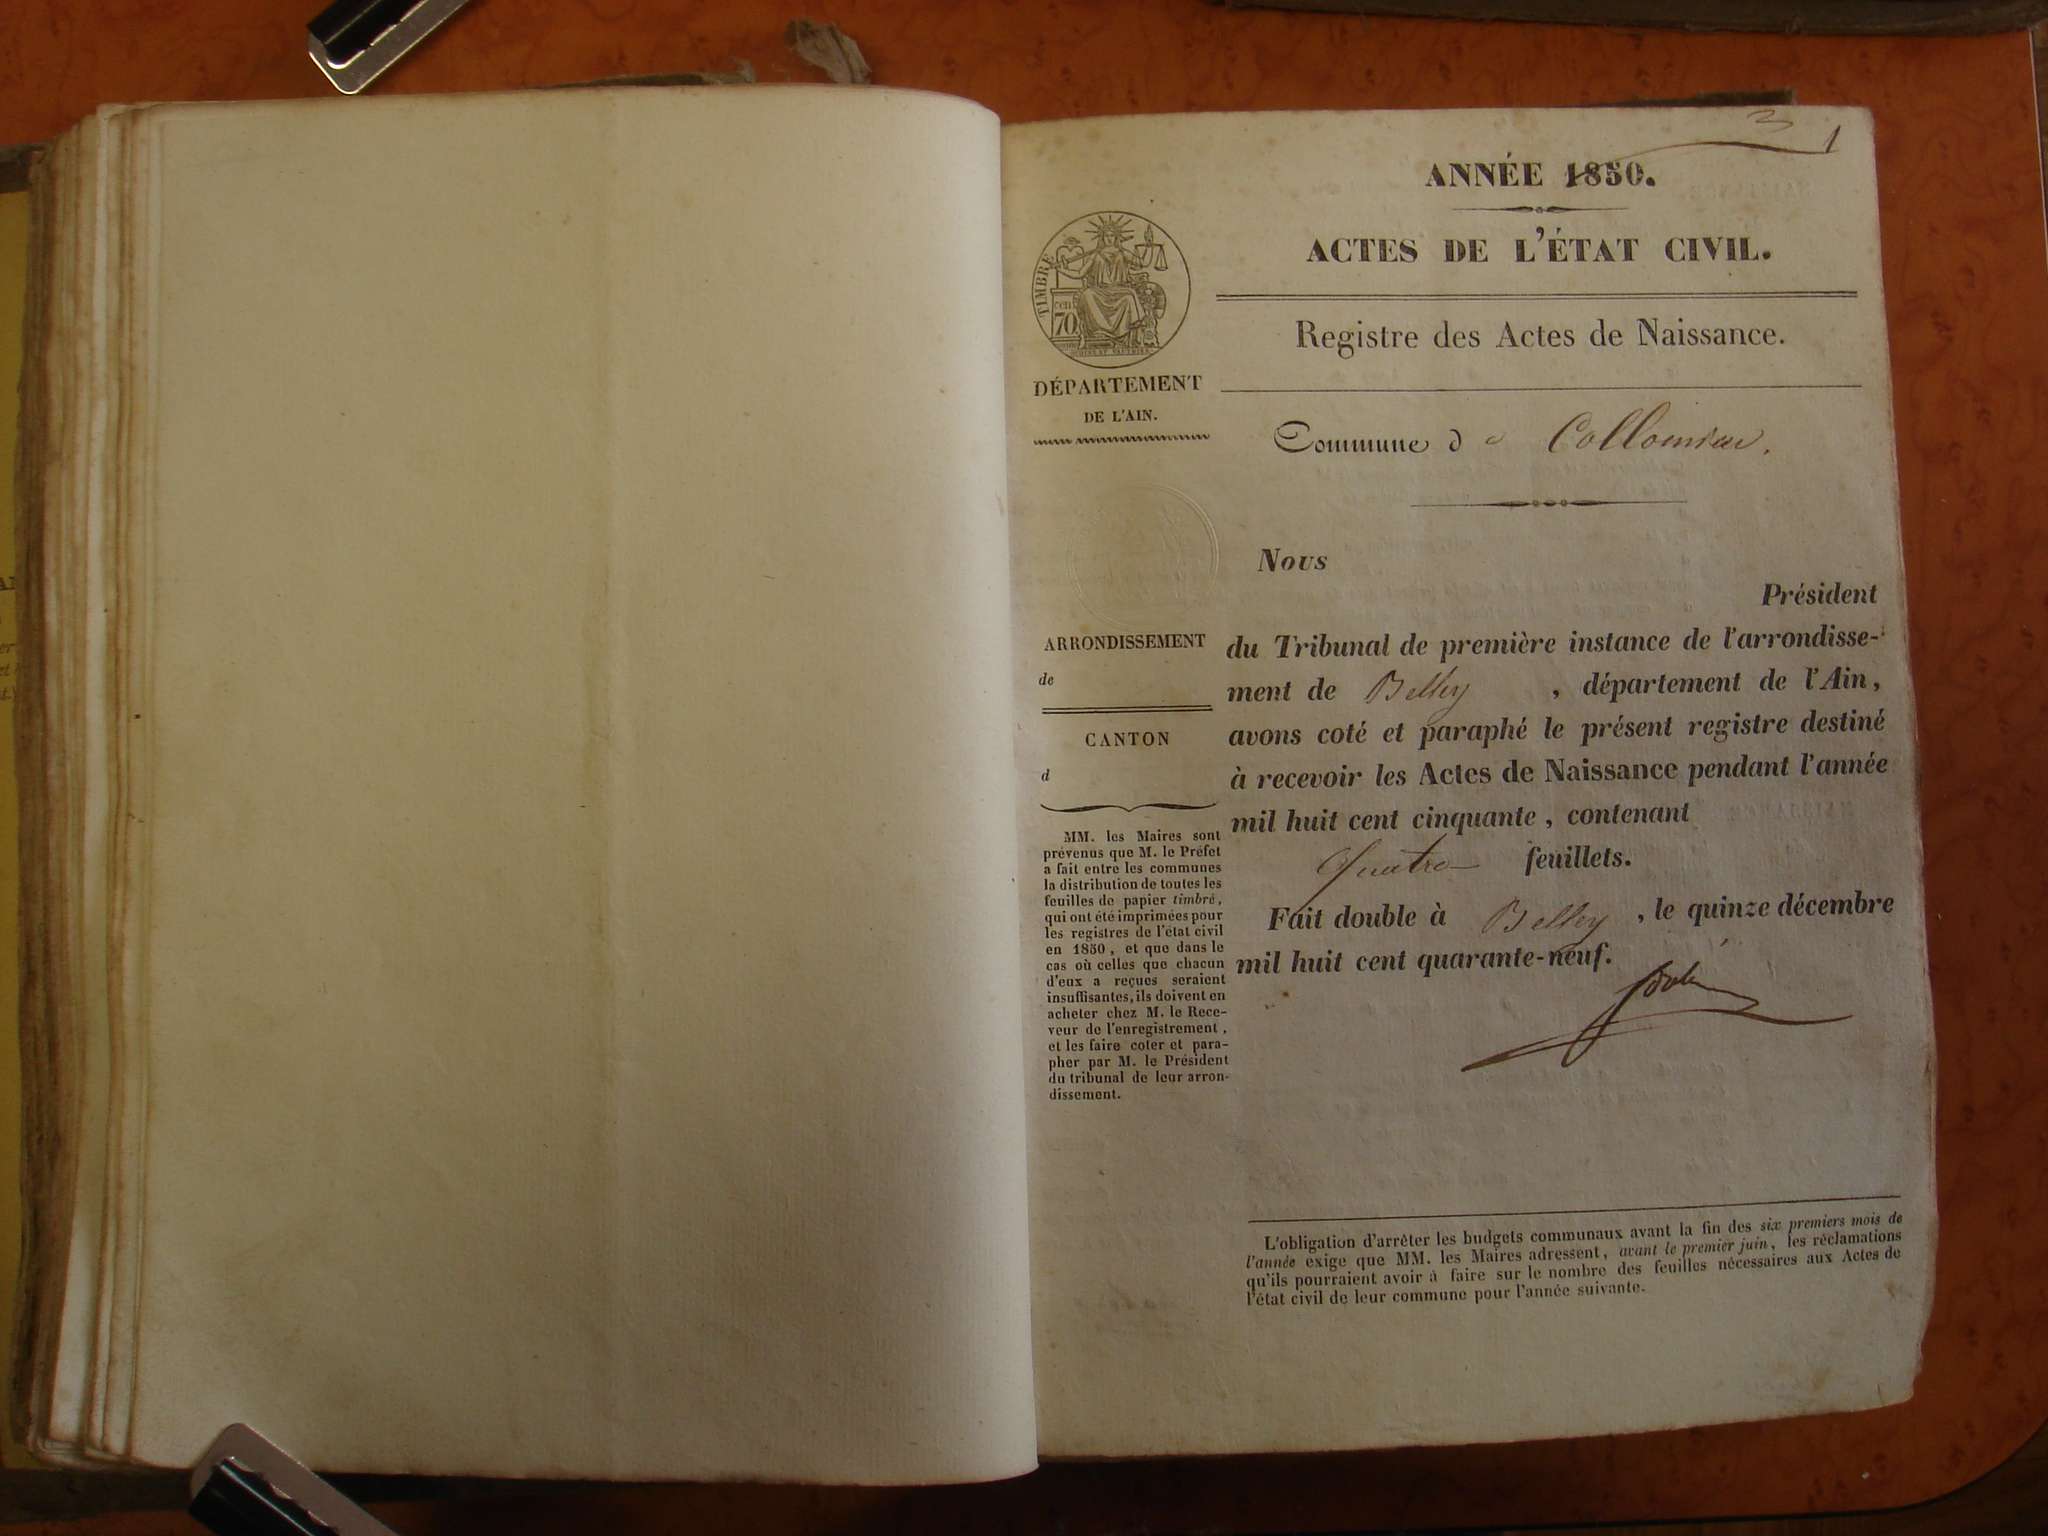 1
ANNÉE 1850.
ACTES DE L'ÉTAT CIVIL.
Registre des Actes de Naissance.
TIMBRE
70
DÉPARTEMENT
DE L'AIN.
Commune de Collomieu.
Nous
Président
du Tribunal de première instance de l'arrondisse-
ment de Belley, département de l'Ain,
avons coté et paraphé le présent registre destiné
à recevoir les Actes de Naissance pendant l'année
mil huit cent cinquante, contenant
Quatre feuillets.
Fait double à Belley, le quinze décembre
mil huit cent quarante-neuf.
ARRONDISSEMENT
de
CANTON
d
MM. les Maires sont
prévenus que M. le Préfet
a fait entre les communes
la distribution de toutes les
feuilles de papier timbré,
qui ont été imprimées pour
les registres de l'état civil
en 1850, et que dans le
cas où celles que chacun
d'eux a reçues seraient
insuffisantes, ils doivent en
acheter chez M. le Rece-
veur de l'enregistrement,
et les faire coter et para-
pher par M. le Président
du tribunal de leur arron-
dissement.
L'obligation d'arrêter les budgets communaux avant la fin des six premiers mois de
l'année exige que MM. les Maires adressent, avant le premier juin, les réclamations
qu'ils pourraient avoir à faire sur le nombre des feuilles nécessaires aux Actes de
l'état civil de leur commune pour l'année suivante.